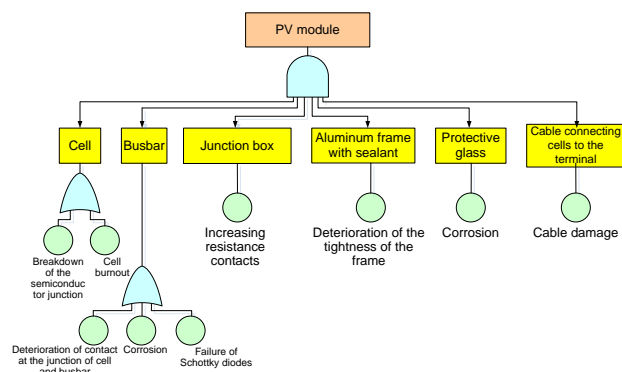 PV module
Cell
Busbar
Junction box
Aluminum frame
with sealant
Protective
glass
Cable connecting
cells to the
terminal
Breakdown
of the
semiconduc
tor junction
Cell
burnout
Increasing
resistance
contacts
Deterioration of the
tightness of the
frame
Corrosion
Cable damage
Deterioration of contact
at the junction of cell
and busbar
Corrosion
Failure of
Schottky diodes